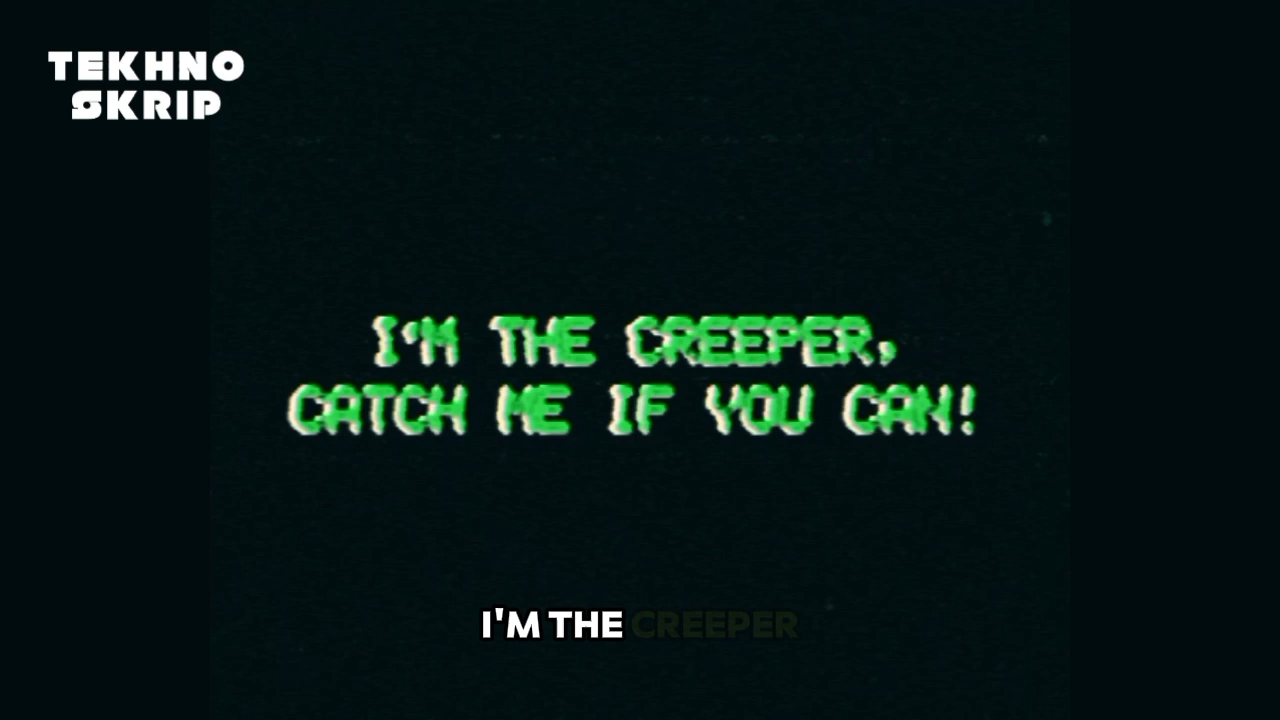 TEKHNO
SKRIP
I'M THE CREEPER,
CATCH ME IF YOU CAN!
I'M THE CREEPER